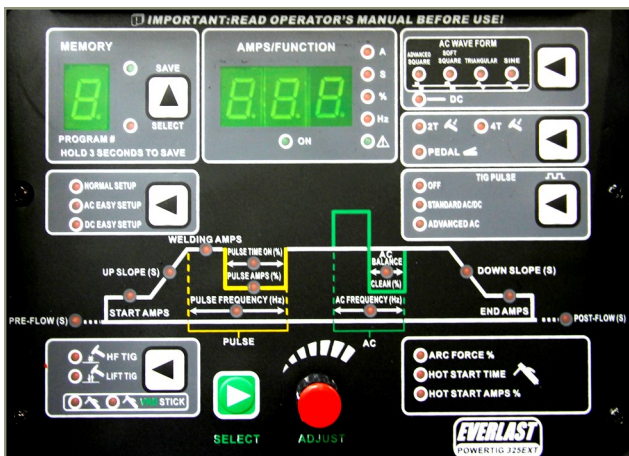 IMPORTANT:READ OPERATOR'S MANUAL BEFORE USE!
MEMORY
SAVE
SELECT
PROGRAM #
HOLD 3 SECONDS TO SAVE
AMPS/FUNCTION
A
S
%
Hz
ON
AC WAVE FORM
ADVANCED SQUARE
SOFT SQUARE
TRIANGULAR
SINE
DC
2T
4T
PEDAL
NORMAL SETUP
AC EASY SETUP
DC EASY SETUP
TIG PULSE
OFF
STANDARD AC/DC
ADVANCED AC
WELDING AMPS
PULSE TIME ON (%)
PULSE AMPS (%)
AC
BALANCE
CLEAN (%)
UP SLOPE (S)
DOWN SLOPE (S)
PULSE FREQUENCY (Hz)
AC FREQUENCY (Hz)
START AMPS
END AMPS
PRE-FLOW (S)
POST-FLOW (S)
PULSE
AC
HF TIG
LIFT TIG
STICK
SELECT
ADJUST
ARC FORCE %
HOT START TIME
HOT START AMPS %
EVERLAST
POWERTIG 325EXT